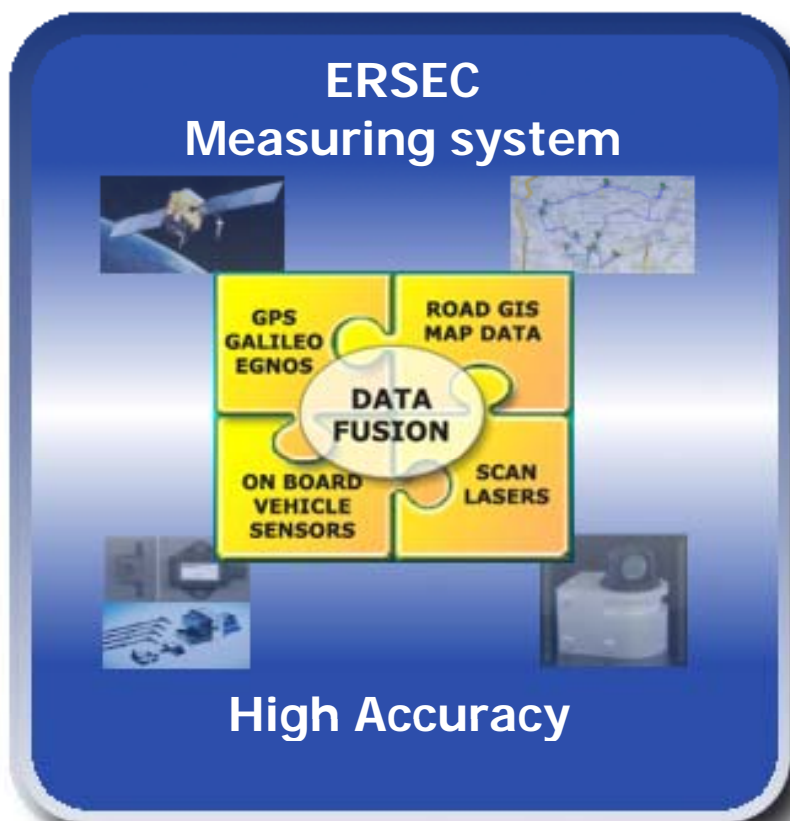 ERSEC
Measuring system
GPS
GALILEO
EGNOS
ROAD GIS
MAP DATA
DATA
FUSION
ON BOARD
VEHICLE
SENSORS
SCAN
LASERS
High Accuracy